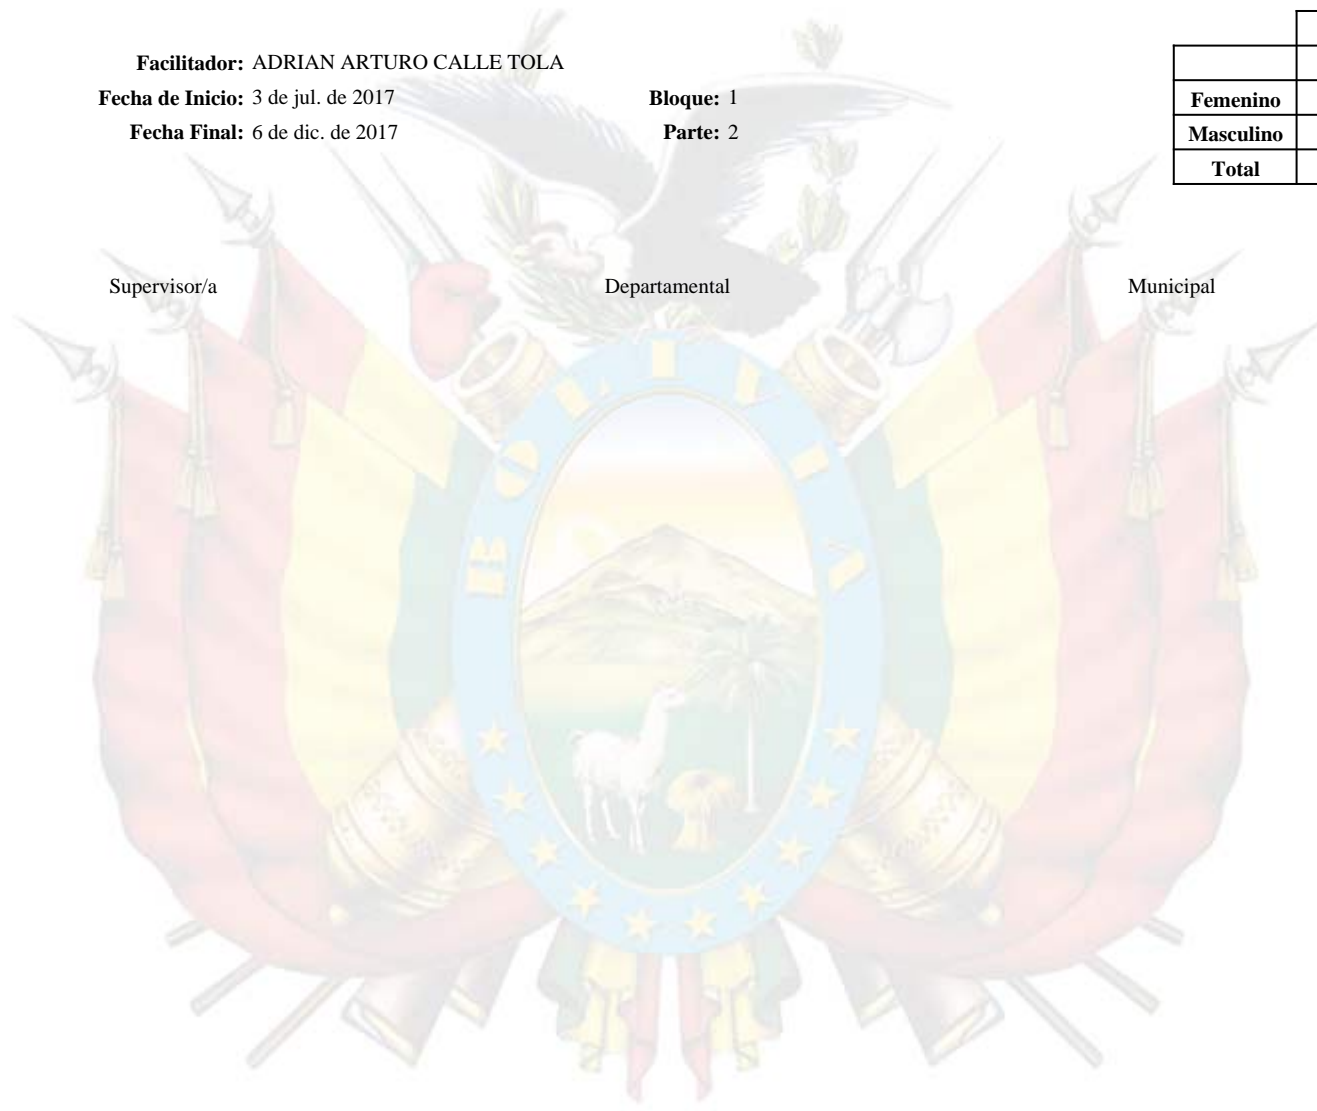 Facilitador: ADRIAN ARTURO CALLE TOLA
Fecha de Inicio: 3 de jul. de 2017 Bloque: 1
Fecha Final: 6 de dic. de 2017 Parte: 2
Femenino
Masculino
Total
Supervisor/a Departamental Municipal
BOLIVIA